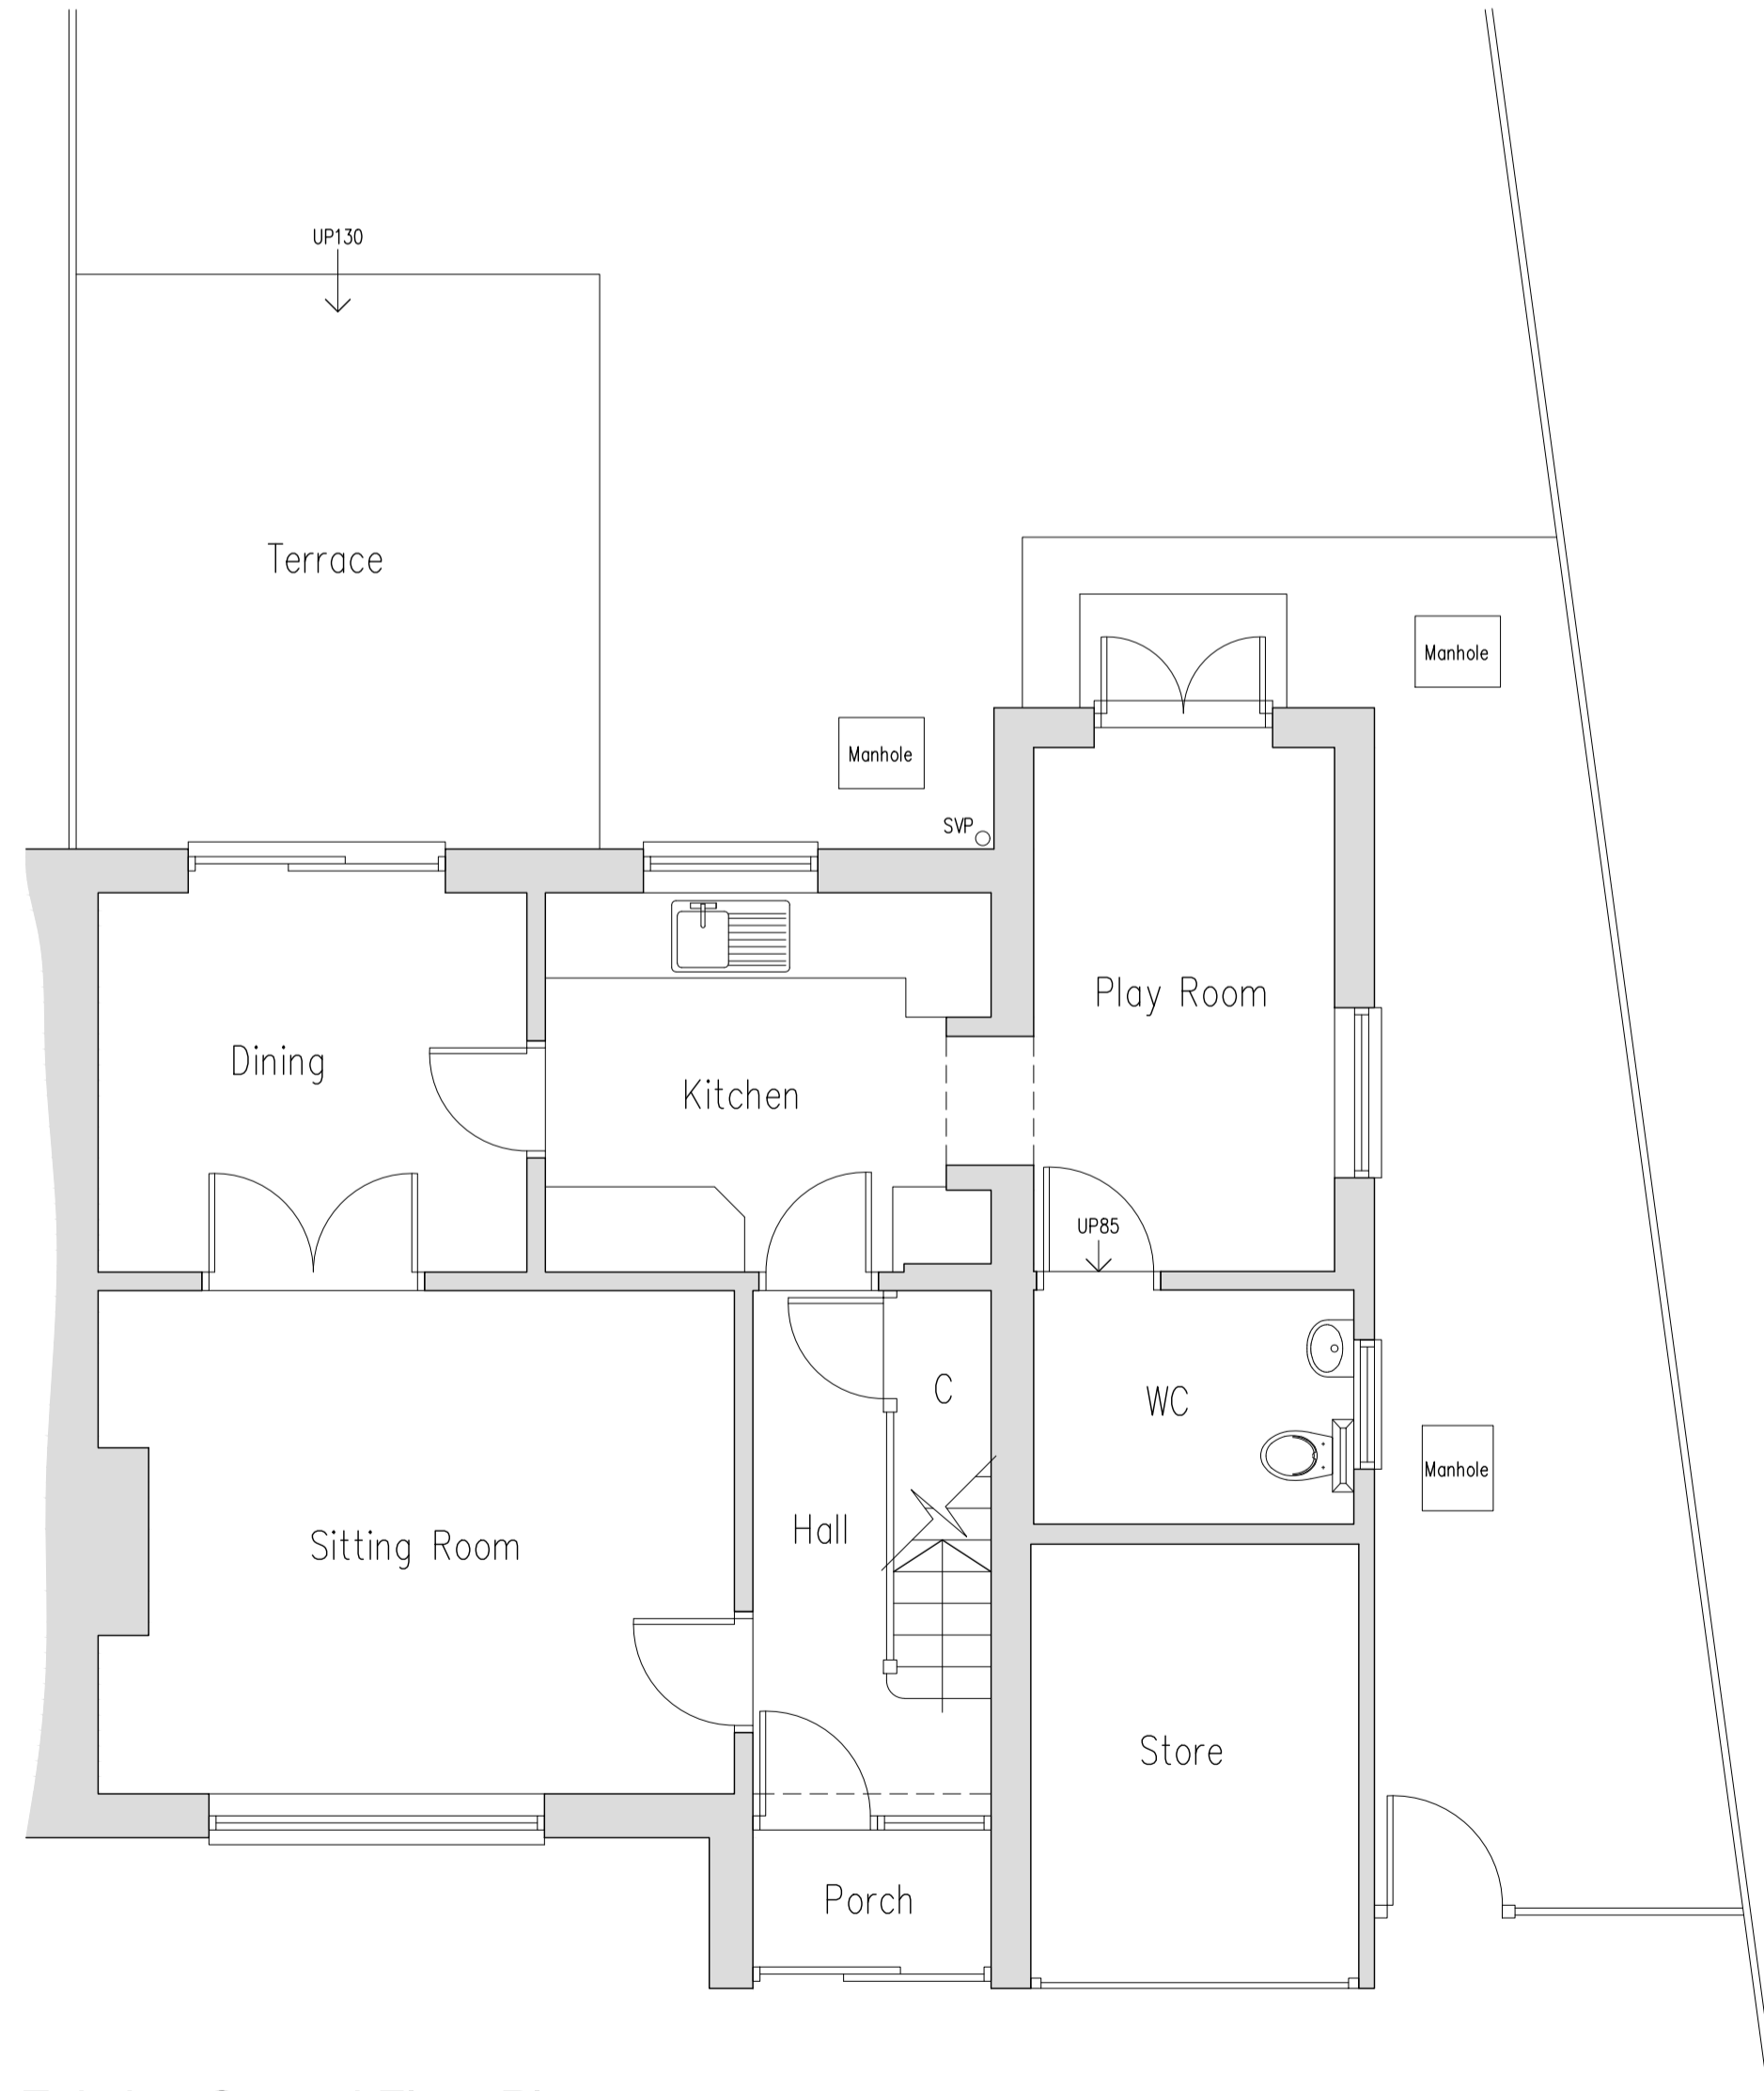 UP130
Terrace
Manhole
Manhole
SVP
Play Room
Dining
Kitchen
UP85
C
WC
Manhole
Hall
Sitting Room
Store
Porch